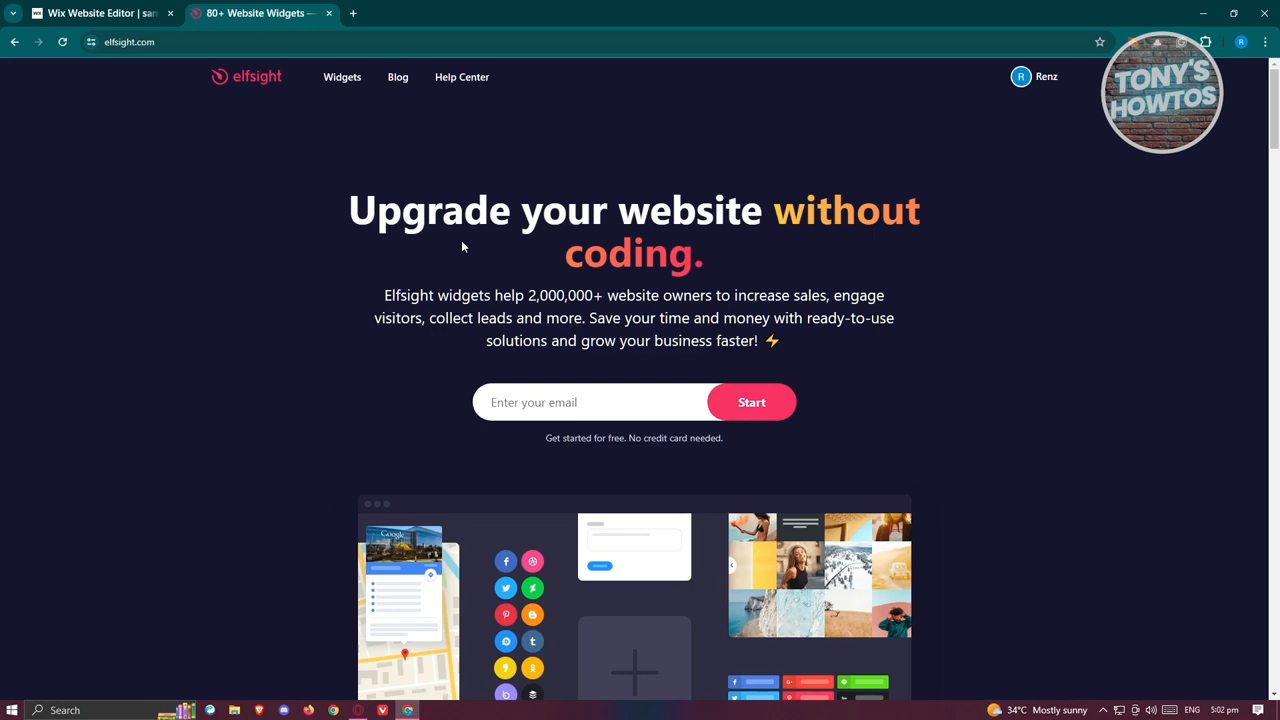 Wix Website Editor | san
80+ Website Widgets —
elfsight.com
R
elfsight
Widgets
Blog
Help Center
R
Renz
TONY'S
HOWTOS
Upgrade your website without
coding.
Elfsight widgets help 2,000,000+ website owners to increase sales, engage
visitors, collect leads and more. Save your time and money with ready-to-use
solutions and grow your business faster! ⚡
Enter your email
Start
Get started for free. No credit card needed.
Google
Search
34°C Mostly sunny
ENG
5:02 pm